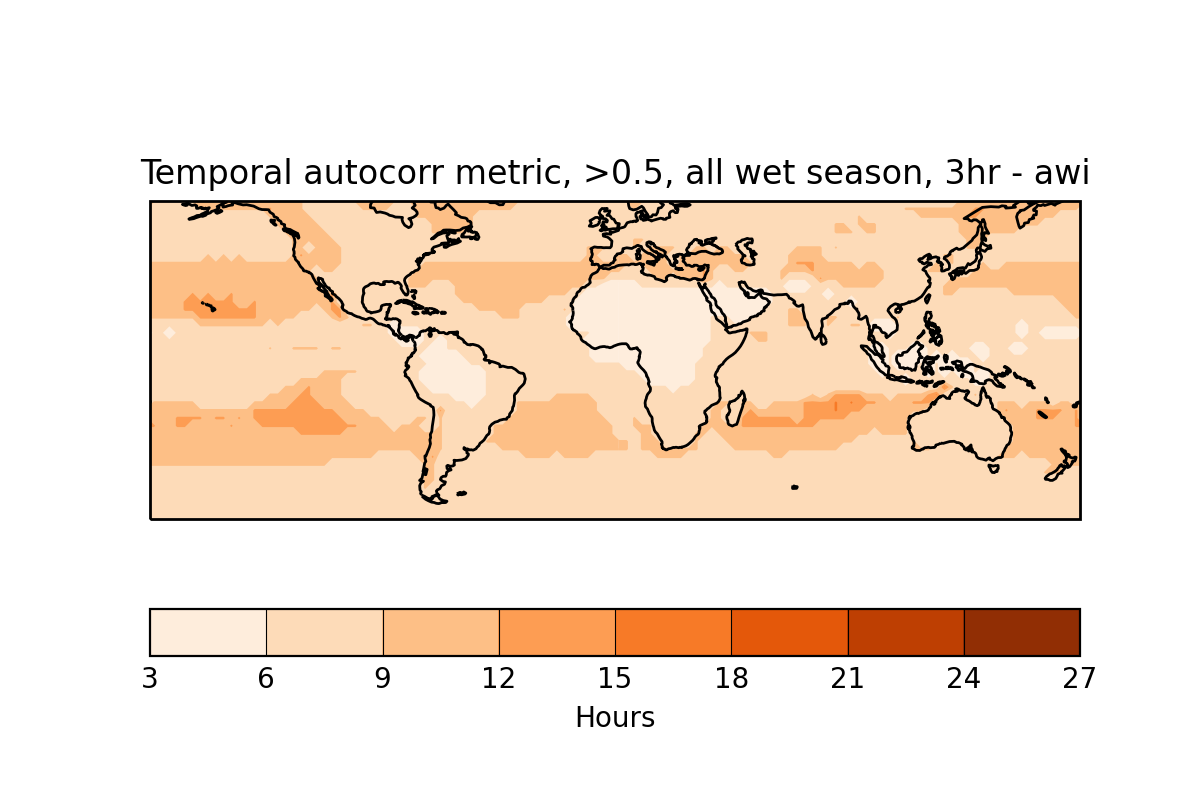 Temporal autocorr metric, >0.5, all wet season, 3hr - awi
3 6 9 12 15 18 21 24 27
Hours